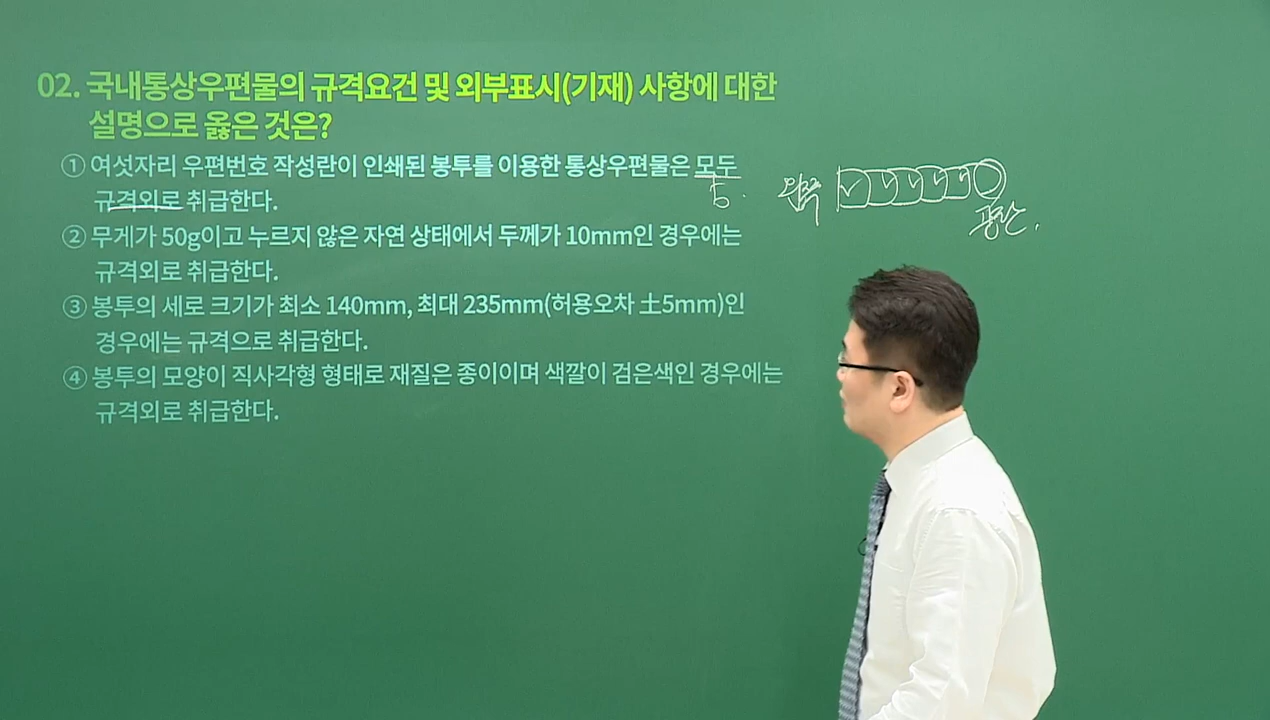 02. 국내통상우편물의 규격요건 및 외부표시(기재) 사항에 대한
설명으로 옳은 것은?
① 여섯자리 우편번호 작성란이 인쇄된 봉투를 이용한 통상우편물은 모두
규격외로 취급한다.
5.
② 무게가 50g이고 누르지 않은 자연 상태에서 두께가 10mm인 경우에는
규격외로 취급한다.
③ 봉투의 세로 크기가 최소 140mm, 최대 235mm(허용오차 土5mm)인
경우에는 규격으로 취급한다.
④ 봉투의 모양이 직사각형 형태로 재질은 종이이며 색깔이 검은색인 경우에는
규격외로 취급한다.